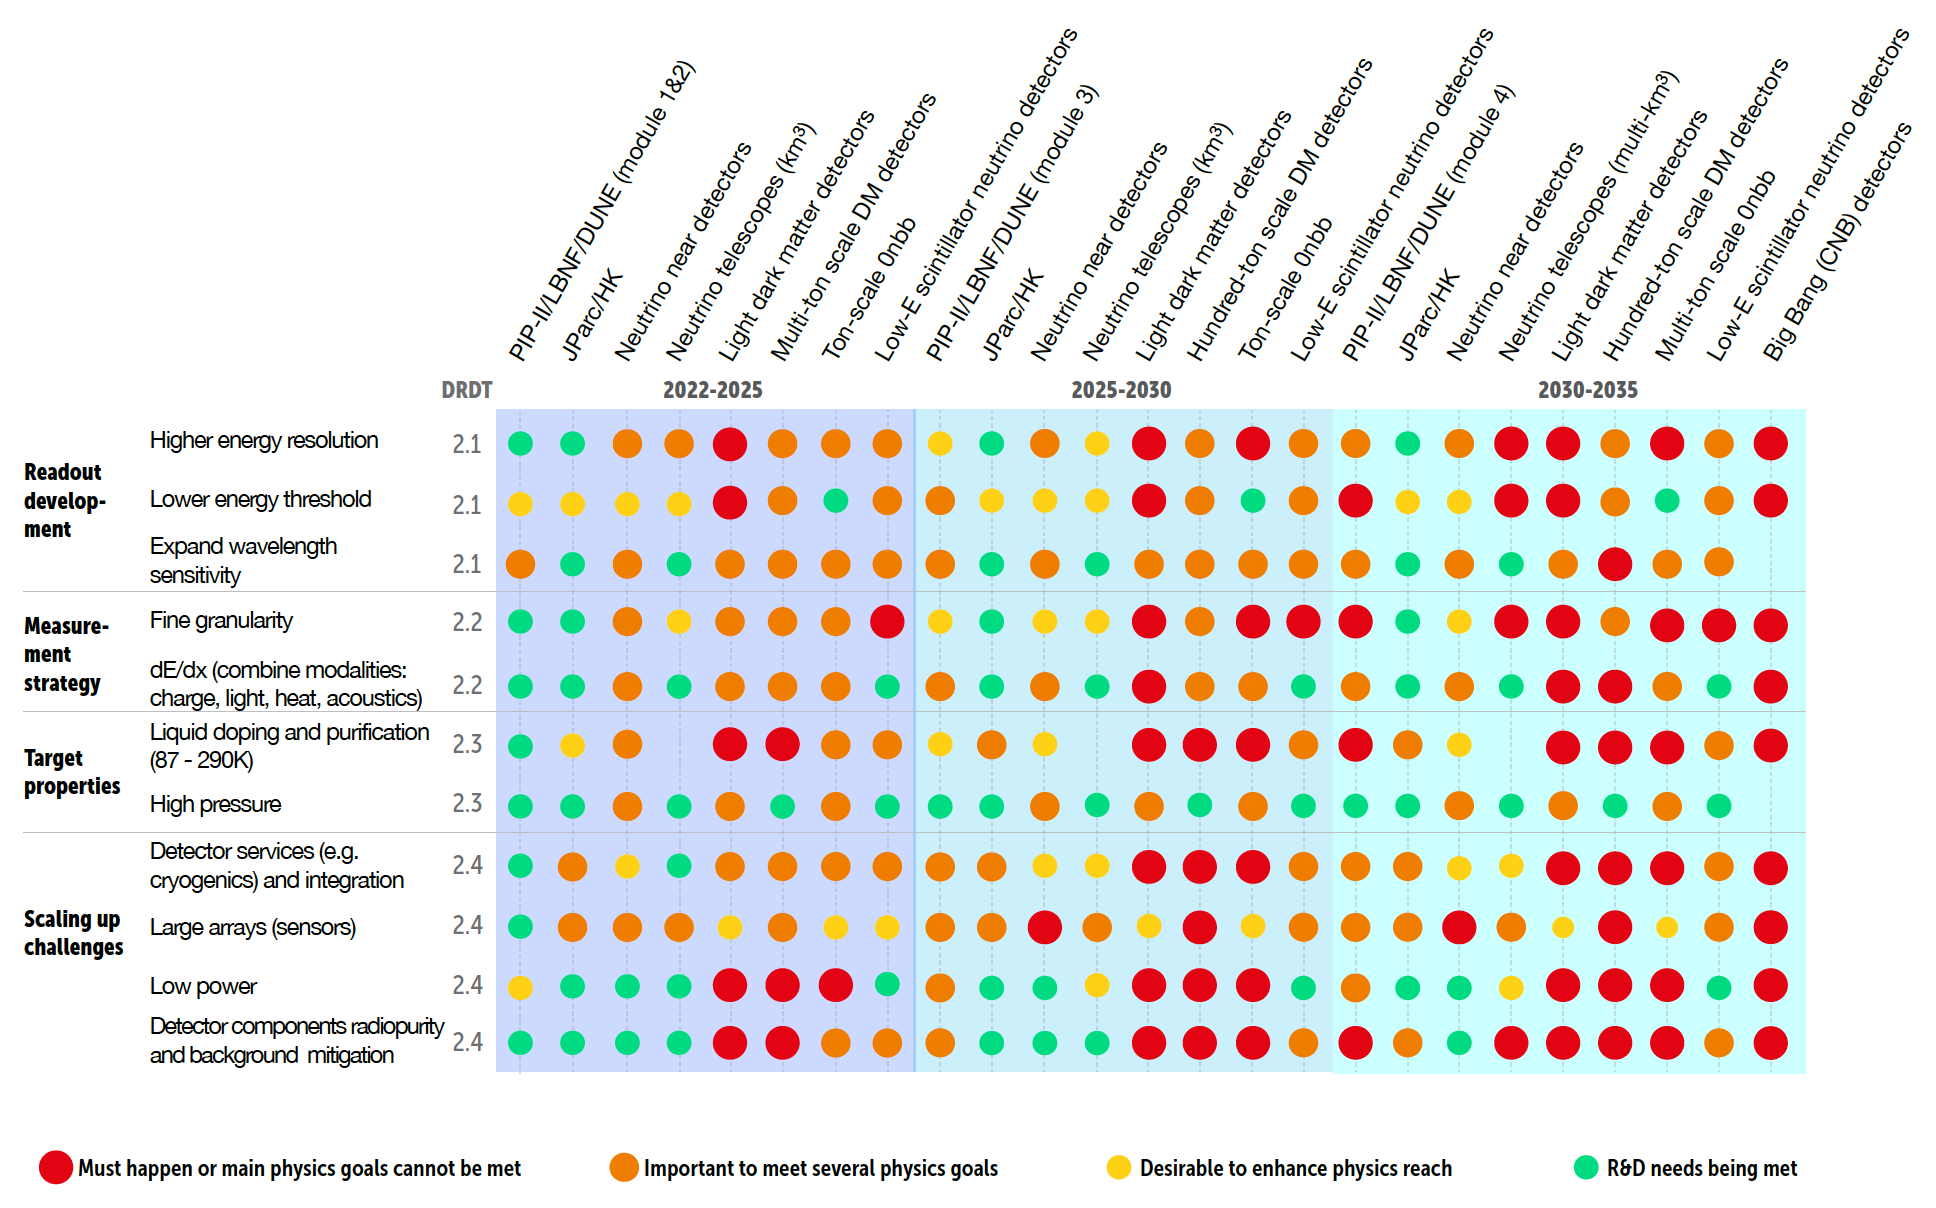 PIP-II/LBNF/DUNE (module 1&2)
JParc/HK
Neutrino near detectors
Neutrino telescopes (km³)
Light dark matter detectors
Multi-ton scale DM detectors
Ton-scale 0nbb
Low-E scintillator neutrino detectors
PIP-II/LBNF/DUNE (module 3)
JParc/HK
Neutrino near detectors
Neutrino telescopes (km³)
Light dark matter detectors
Hundred-ton scale DM detectors
Ton-scale 0nbb
Low-E scintillator neutrino detectors
PIP-II/LBNF/DUNE (module 4)
JParc/HK
Neutrino near detectors
Neutrino telescopes (multi-km³)
Light dark matter detectors
Hundred-ton scale DM detectors
Multi-ton scale 0nbb
Low-E scintillator neutrino detectors
Big Bang (CNB) detectors
DRDT 2022-2025 2025-2030 2030-2035
Readout
develop-
ment
Higher energy resolution 2.1
Lower energy threshold 2.1
Expand wavelength
sensitivity 2.1
Measure-
ment
strategy
Fine granularity 2.2
dE/dx (combine modalities:
charge, light, heat, acoustics) 2.2
Target
properties
Liquid doping and purification
(87 - 290K) 2.3
High pressure 2.3
Scaling up
challenges
Detector services (e.g.
cryogenics) and integration 2.4
Large arrays (sensors) 2.4
Low power 2.4
Detector components radiopurity
and background mitigation 2.4
Must happen or main physics goals cannot be met
Important to meet several physics goals
Desirable to enhance physics reach
R&D needs being met